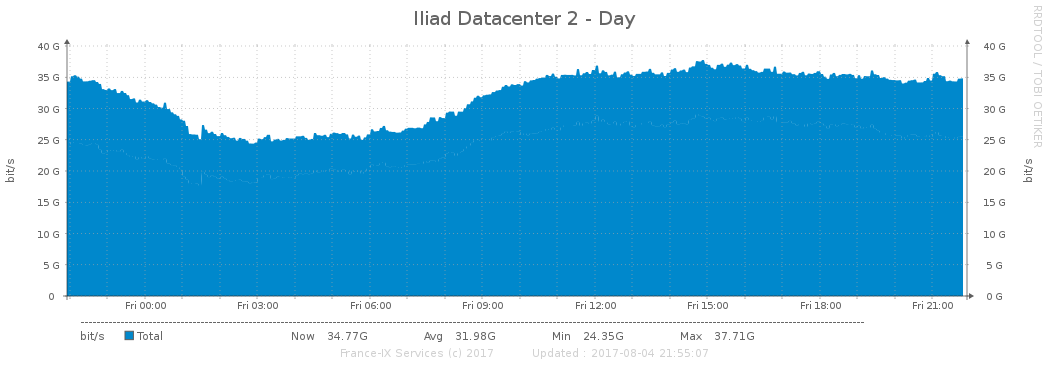 Iliad Datacenter 2 - Day
RRDTOOL / TOBI OETIKER
40 G 40 G
35 G 35 G
30 G 30 G
25 G 25 G
20 G 20 G
15 G 15 G
10 G 10 G
5 G 5 G
0 0 G
bit/s bit/s
Fri 00:00 Fri 03:00 Fri 06:00 Fri 09:00 Fri 12:00 Fri 15:00 Fri 18:00 Fri 21:00
bit/s Total Now 34.77G Avg 31.98G Min 24.35G Max 37.71G
France-IX Services (c) 2017 Updated : 2017-08-04 21:55:07